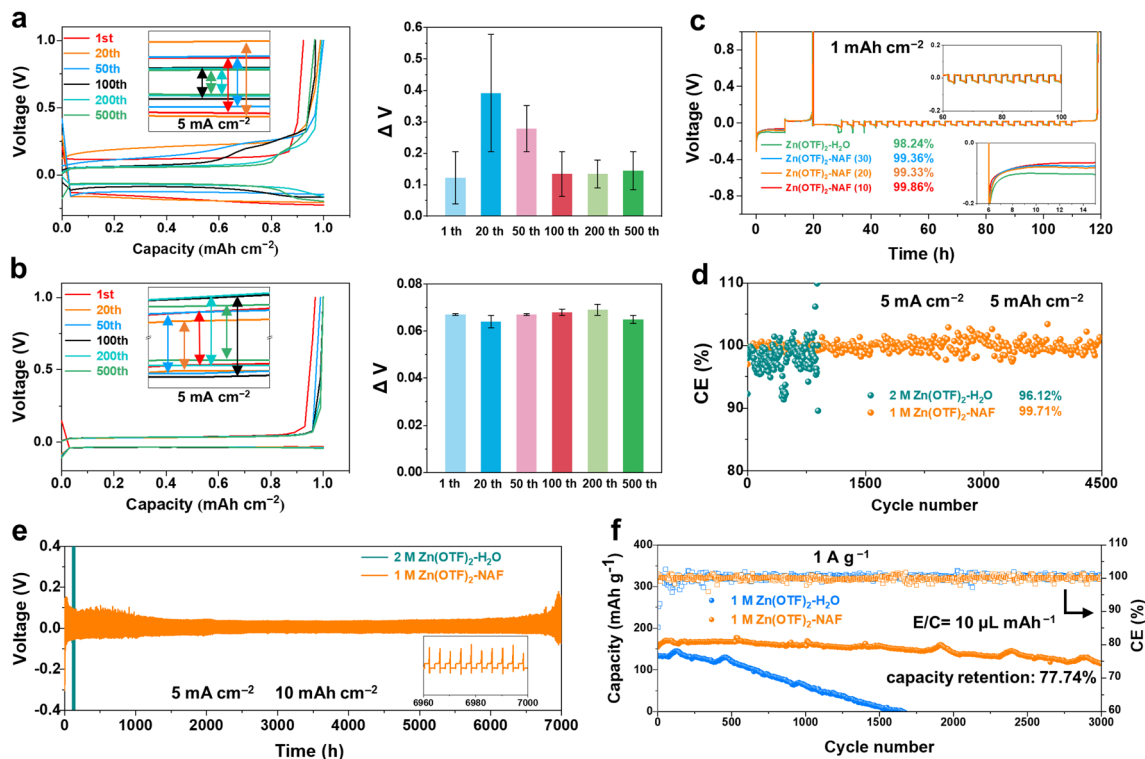 a
Voltage (V)
1.0
0.5
0.0
1st
20th
50th
100th
200th
500th
5 mA cm⁻²
0.0 0.2 0.4 0.6 0.8 1.0
Capacity (mAh cm⁻²)
Δ V
0.6
0.5
0.4
0.3
0.2
0.1
0.0
1 th 20 th 50 th 100 th 200 th 500 th
b
Voltage (V)
1.0
0.5
0.0
1st
20th
50th
100th
200th
500th
5 mA cm⁻²
0.0 0.2 0.4 0.6 0.8 1.0
Capacity (mAh cm⁻²)
Δ V
0.08
0.06
0.04
0.02
0.00
1 th 20 th 50 th 100 th 200 th 500 th
c
Voltage (V)
0.8
0.4
0.0
-0.4
-0.8
1 mAh cm⁻²
0.2
0.0
-0.2
60 80 100
Zn(OTF)₂-H₂O 98.24%
Zn(OTF)₂-NAF (30) 99.36%
Zn(OTF)₂-NAF (20) 99.33%
Zn(OTF)₂-NAF (10) 99.86%
0.0
-0.2
6 8 10 12 14
0 20 40 60 80 100 120
Time (h)
d
CE (%)
110
100
90
80
5 mA cm⁻² 5 mAh cm⁻²
2 M Zn(OTF)₂-H₂O 96.12%
1 M Zn(OTF)₂-NAF 99.71%
0 1500 3000 4500
Cycle number
e
Voltage (V)
0.4
0.2
0.0
-0.2
-0.4
2 M Zn(OTF)₂-H₂O
1 M Zn(OTF)₂-NAF
5 mA cm⁻² 10 mAh cm⁻²
6960 6980 7000
0 1000 2000 3000 4000 5000 6000 7000
Time (h)
f
Capacity (mAh g⁻¹)
400
300
200
100
0
1 A g⁻¹
1 M Zn(OTF)₂-H₂O
1 M Zn(OTF)₂-NAF
E/C= 10 μL mAh⁻¹
capacity retention: 77.74%
110
100
90
80
70
60
CE (%)
0 500 1000 1500 2000 2500 3000
Cycle number